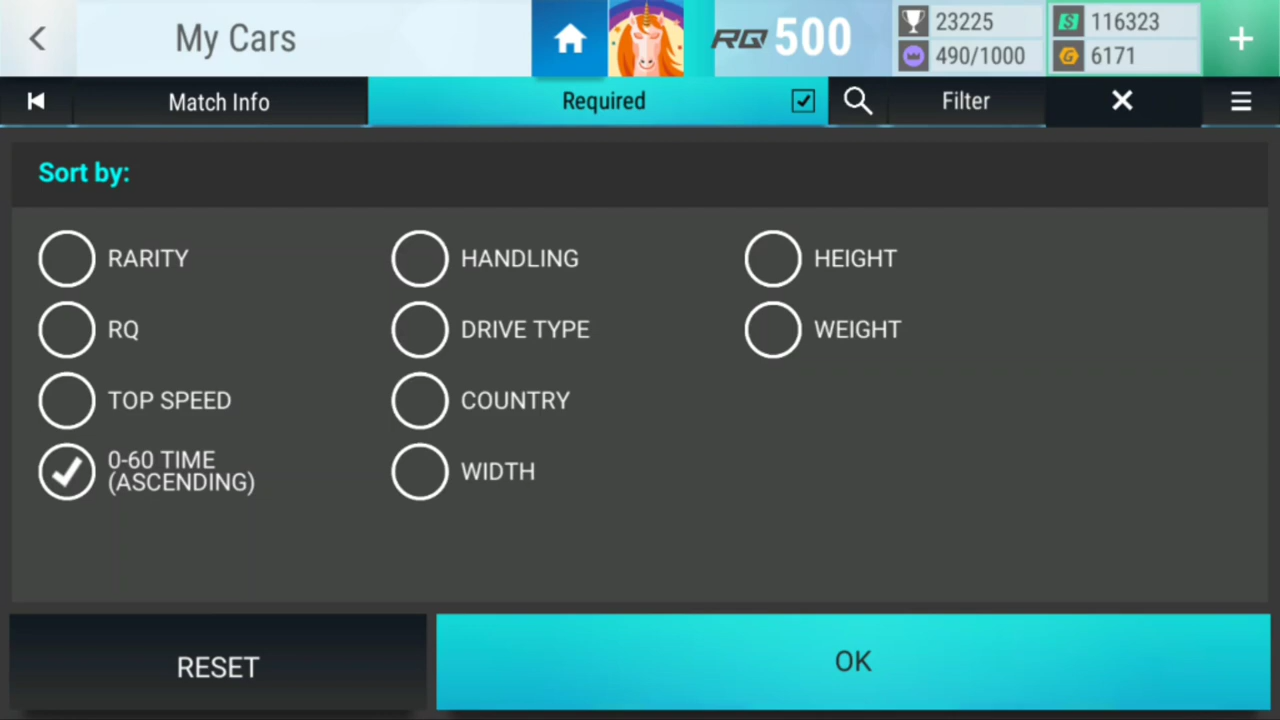 My Cars
RQ 500
23225
490/1000
116323
6171
Match Info
Required
Filter
Sort by:
RARITY
HANDLING
HEIGHT
RQ
DRIVE TYPE
WEIGHT
TOP SPEED
COUNTRY
0-60 TIME
(ASCENDING)
WIDTH
RESET
OK